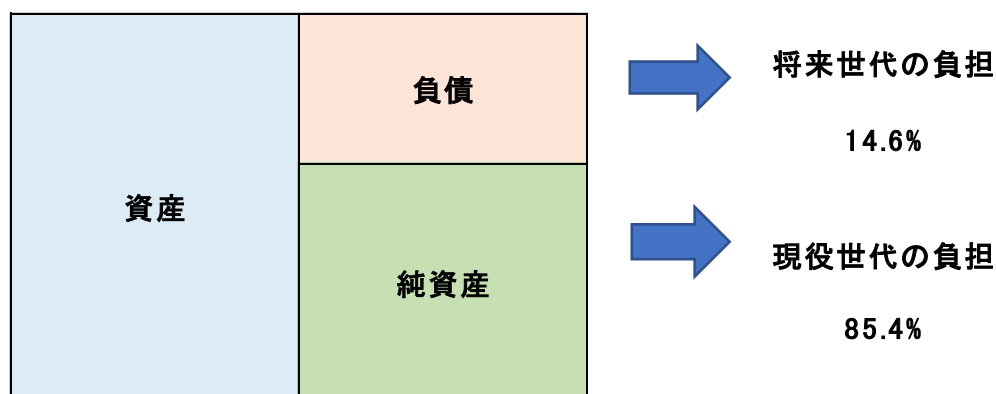 資産
負債
純資産
将来世代の負担
14.6%
現役世代の負担
85.4%